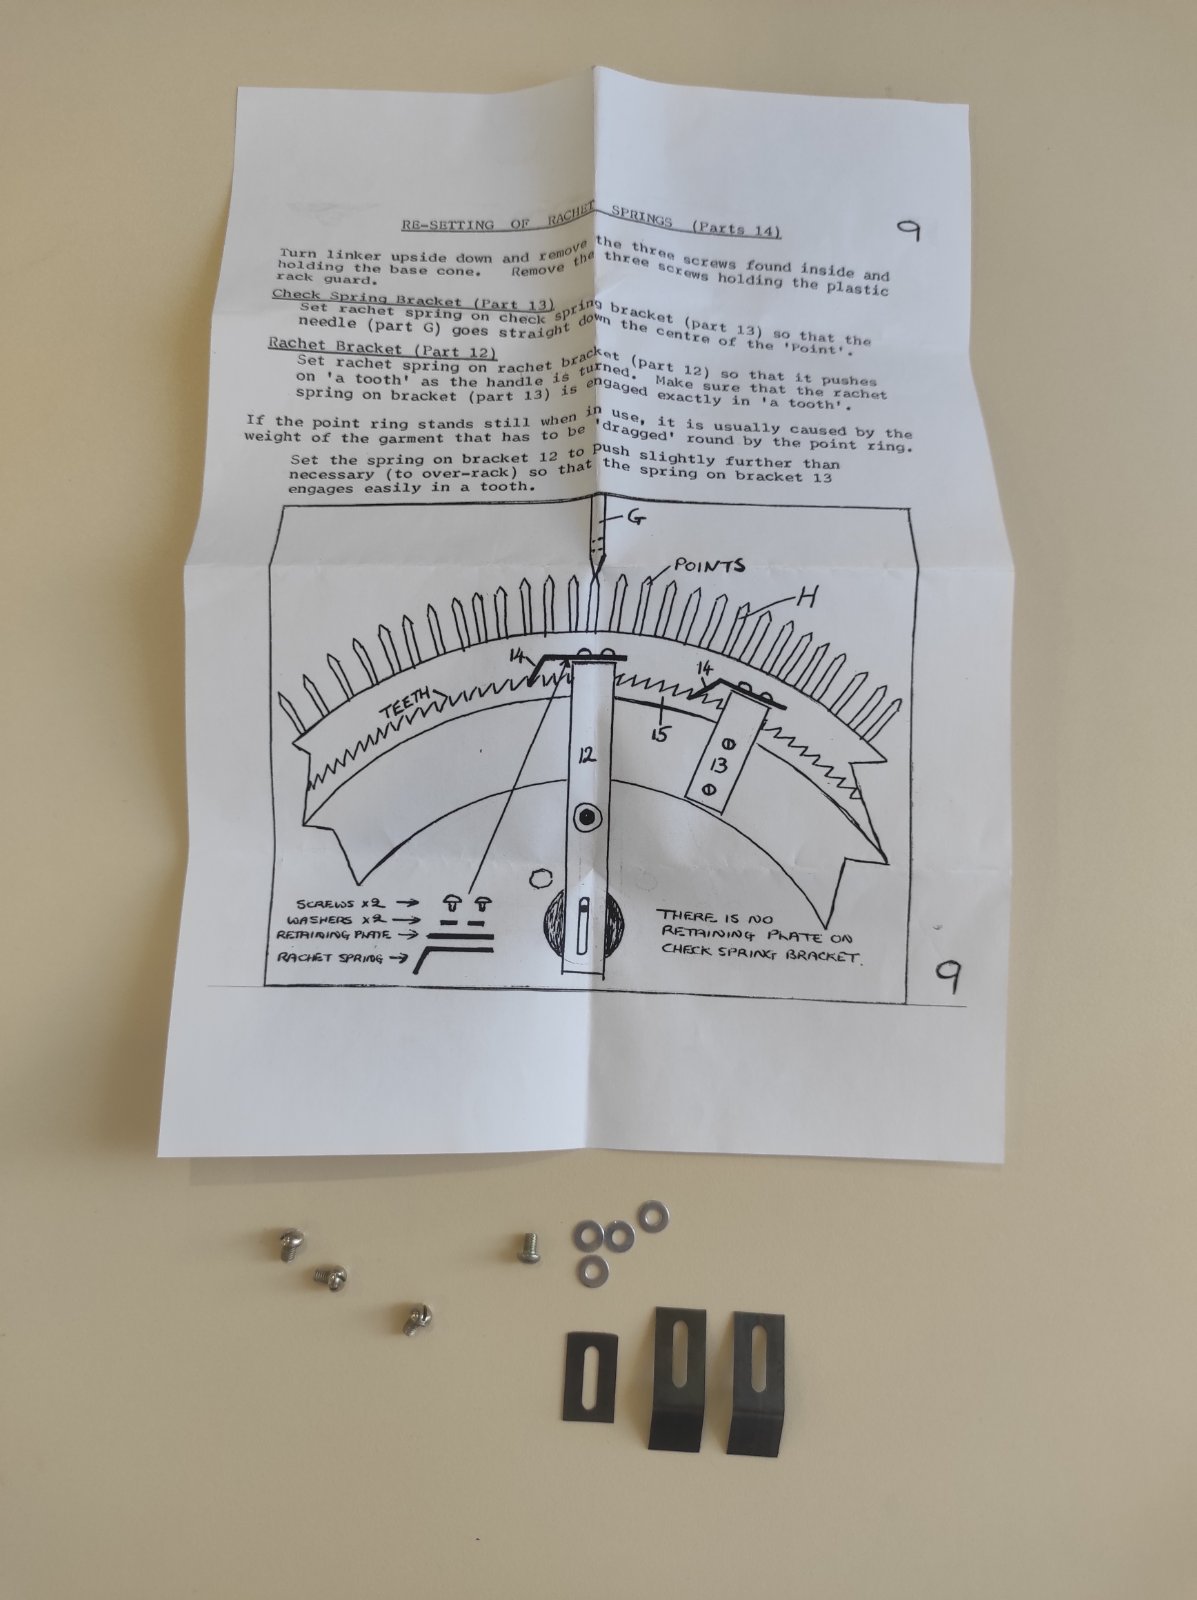 RE-SETTING OF RACHET SPRINGS (Parts 14)
9
Turn linker upside down and remove the three screws found inside and
holding the base cone. Remove the three screws holding the plastic
rack guard.
Check Spring Bracket (Part 13)
Set rachet spring on check spring bracket (part 13) so that the
needle (part G) goes straight down the centre of the 'Point'.
Rachet Bracket (Part 12)
Set rachet spring on rachet bracket (part 12) so that it pushes
on 'a tooth' as the handle is turned. Make sure that the rachet
spring on bracket (part 13) is engaged exactly in 'a tooth'.
If the point ring stands still when in use, it is usually caused by the
weight of the garment that has to be 'dragged' round by the point ring.
Set the spring on bracket 12 to push slightly further than
necessary (to over-rack) so that the spring on bracket 13
engages easily in a tooth.
G
POINTS
H
14
14
TEETH
15
12
13
SCREWS x2
WASHERS x2
RETAINING PLATE
RACHET SPRING
THERE IS NO
RETAINING PLATE ON
CHECK SPRING BRACKET.
9